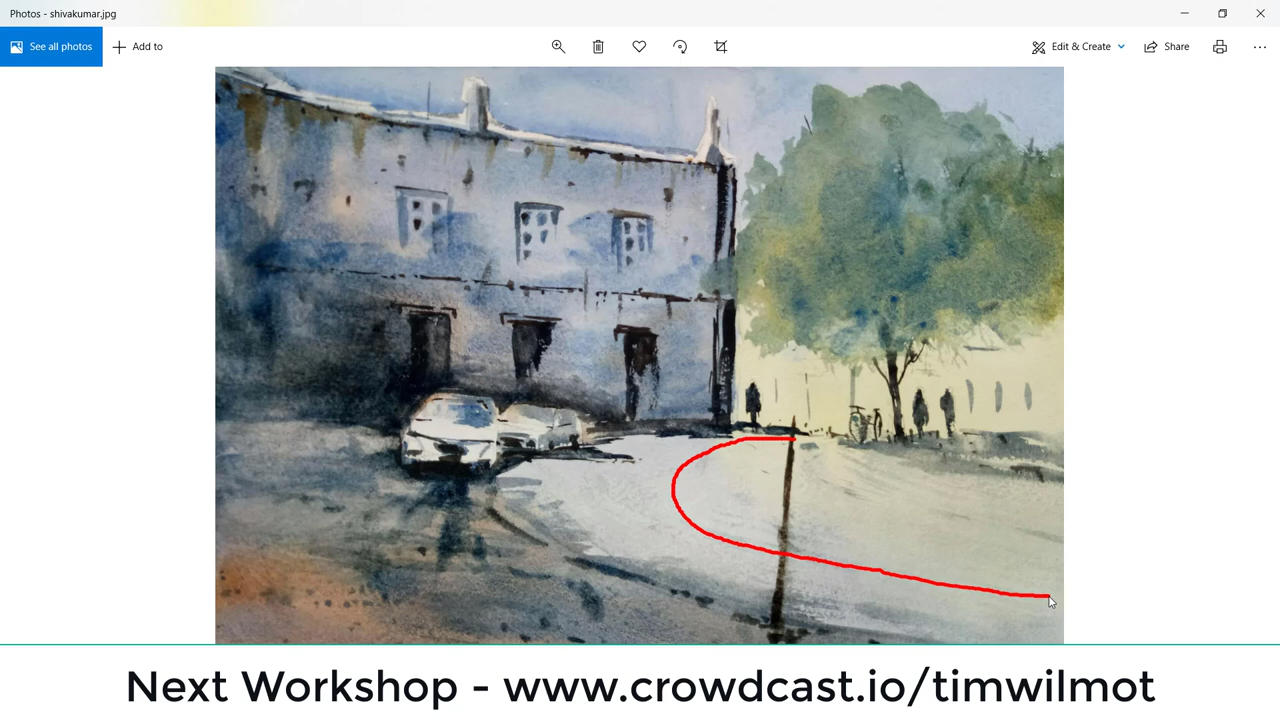 Photos - shivakumar.jpg
See all photos
Add to
Edit & Create
Share
Next Workshop - www.crowdcast.io/timwilmot